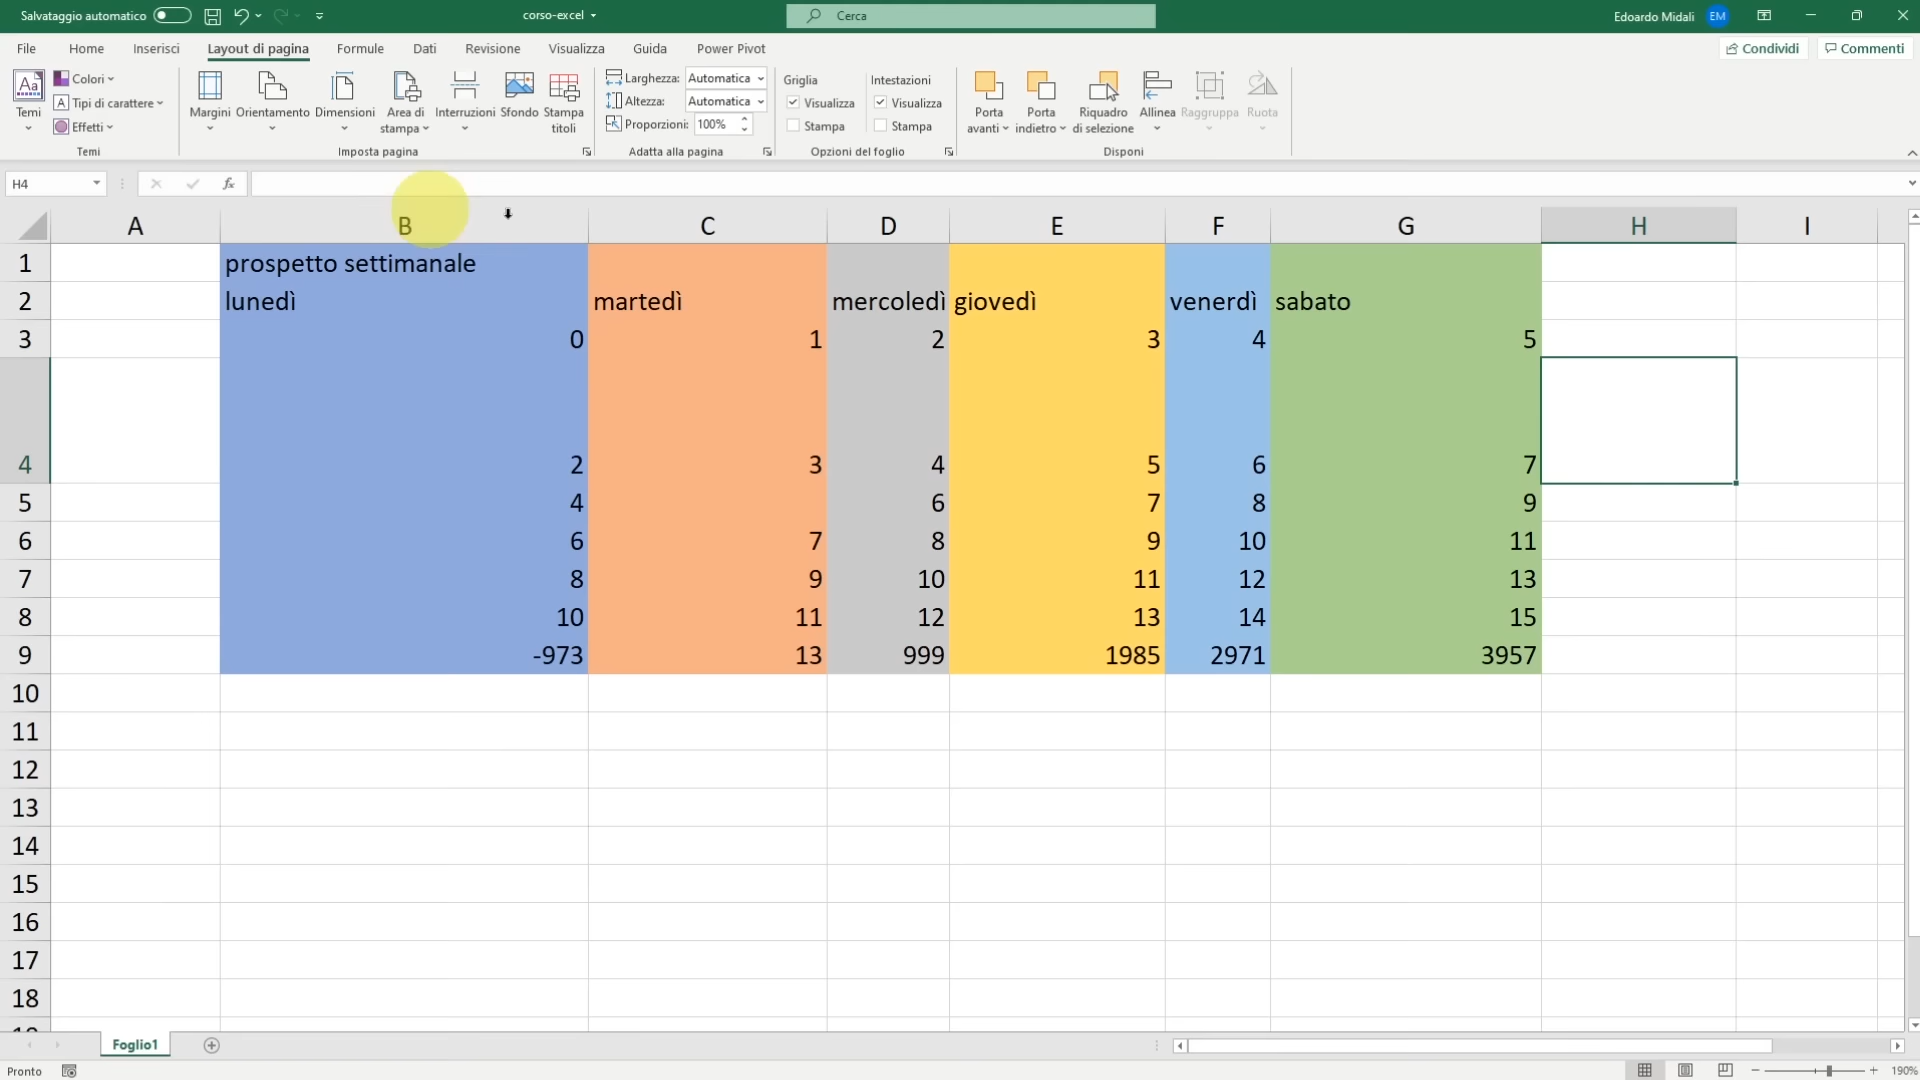 Salvataggio automatico
corso-excel
Cerca
Edoardo Midali
EM
File Home Inserisci Layout di pagina Formule Dati Revisione Visualizza Guida Power Pivot
Condividi
Commenti
Temi
Colori
Tipi di carattere
Effetti
Temi
Margini
Orientamento
Dimensioni
Area di
stampa
Interruzioni
Sfondo
Stampa
titoli
Imposta pagina
Larghezza: Automatica
Altezza: Automatica
Proporzioni: 100%
Adatta alla pagina
Griglia
Visualizza
Stampa
Intestazioni
Visualizza
Stampa
Opzioni del foglio
Porta
avanti
Porta
indietro
Riquadro
di selezione
Allinea
Raggruppa
Ruota
Disponi
H4
fx
A B C D E F G H I
1 prospetto settimanale
2 lunedì martedì mercoledì giovedì venerdì sabato
3 0 1 2 3 4 5
4 2 3 4 5 6 7
5 4 6 7 8 9
6 6 7 8 9 10 11
7 8 9 10 11 12 13
8 10 11 12 13 14 15
9 -973 13 999 1985 2971 3957
10
11
12
13
14
15
16
17
18
Foglio1
Pronto
190%